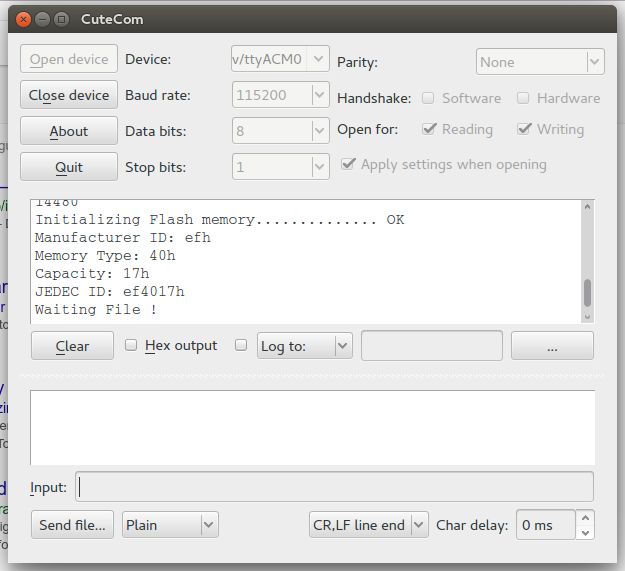 CuteCom
Open device Device: v/ttyACM0 Parity: None
Close device Baud rate: 115200 Handshake: Software Hardware
About Data bits: 8 Open for: Reading Writing
Quit Stop bits: 1 Apply settings when opening
14480
Initializing Flash memory.............. OK
Manufacturer ID: efh
Memory Type: 40h
Capacity: 17h
JEDEC ID: ef4017h
Waiting File !
Clear Hex output Log to: ...
Input:
Send file... Plain CR,LF line end Char delay: 0 ms